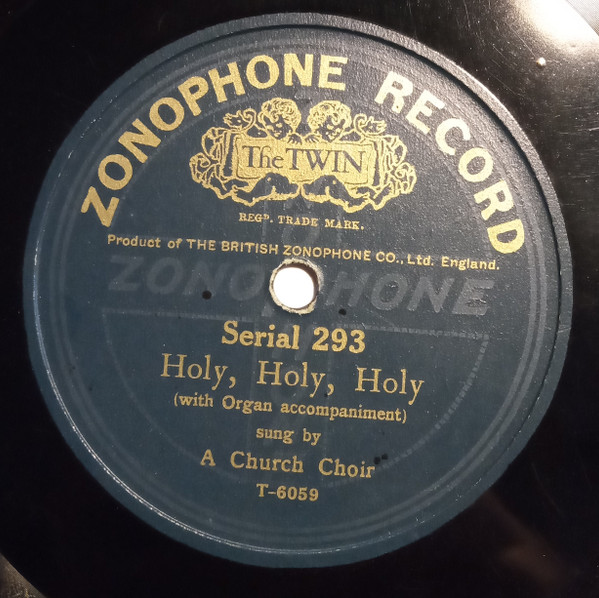 ZONOPHONE RECORD
The TWIN
REGD. TRADE MARK.
Product of THE BRITISH ZONOPHONE CO., Ltd. England.
ZONOPHONE
Serial 293
Holy, Holy, Holy
(with Organ accompaniment)
sung by
A Church Choir
T-6059